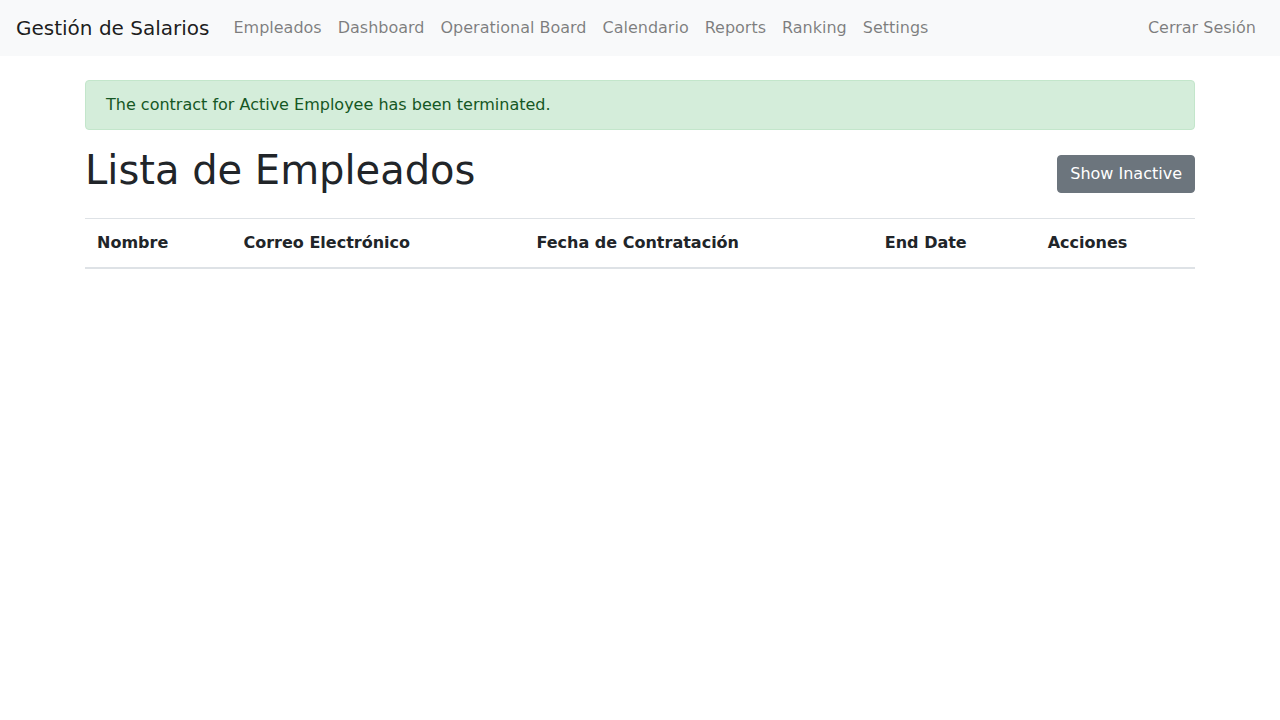 Gestión de Salarios Empleados Dashboard Operational Board Calendario Reports Ranking Settings Cerrar Sesión
The contract for Active Employee has been terminated.
Lista de Empleados Show Inactive
Nombre Correo Electrónico Fecha de Contratación End Date Acciones